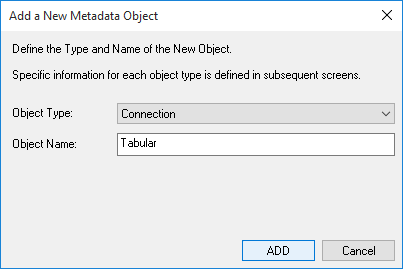 Add a New Metadata Object
Define the Type and Name of the New Object.
Specific information for each object type is defined in subsequent screens.
Object Type: Connection
Object Name: Tabular
ADD Cancel